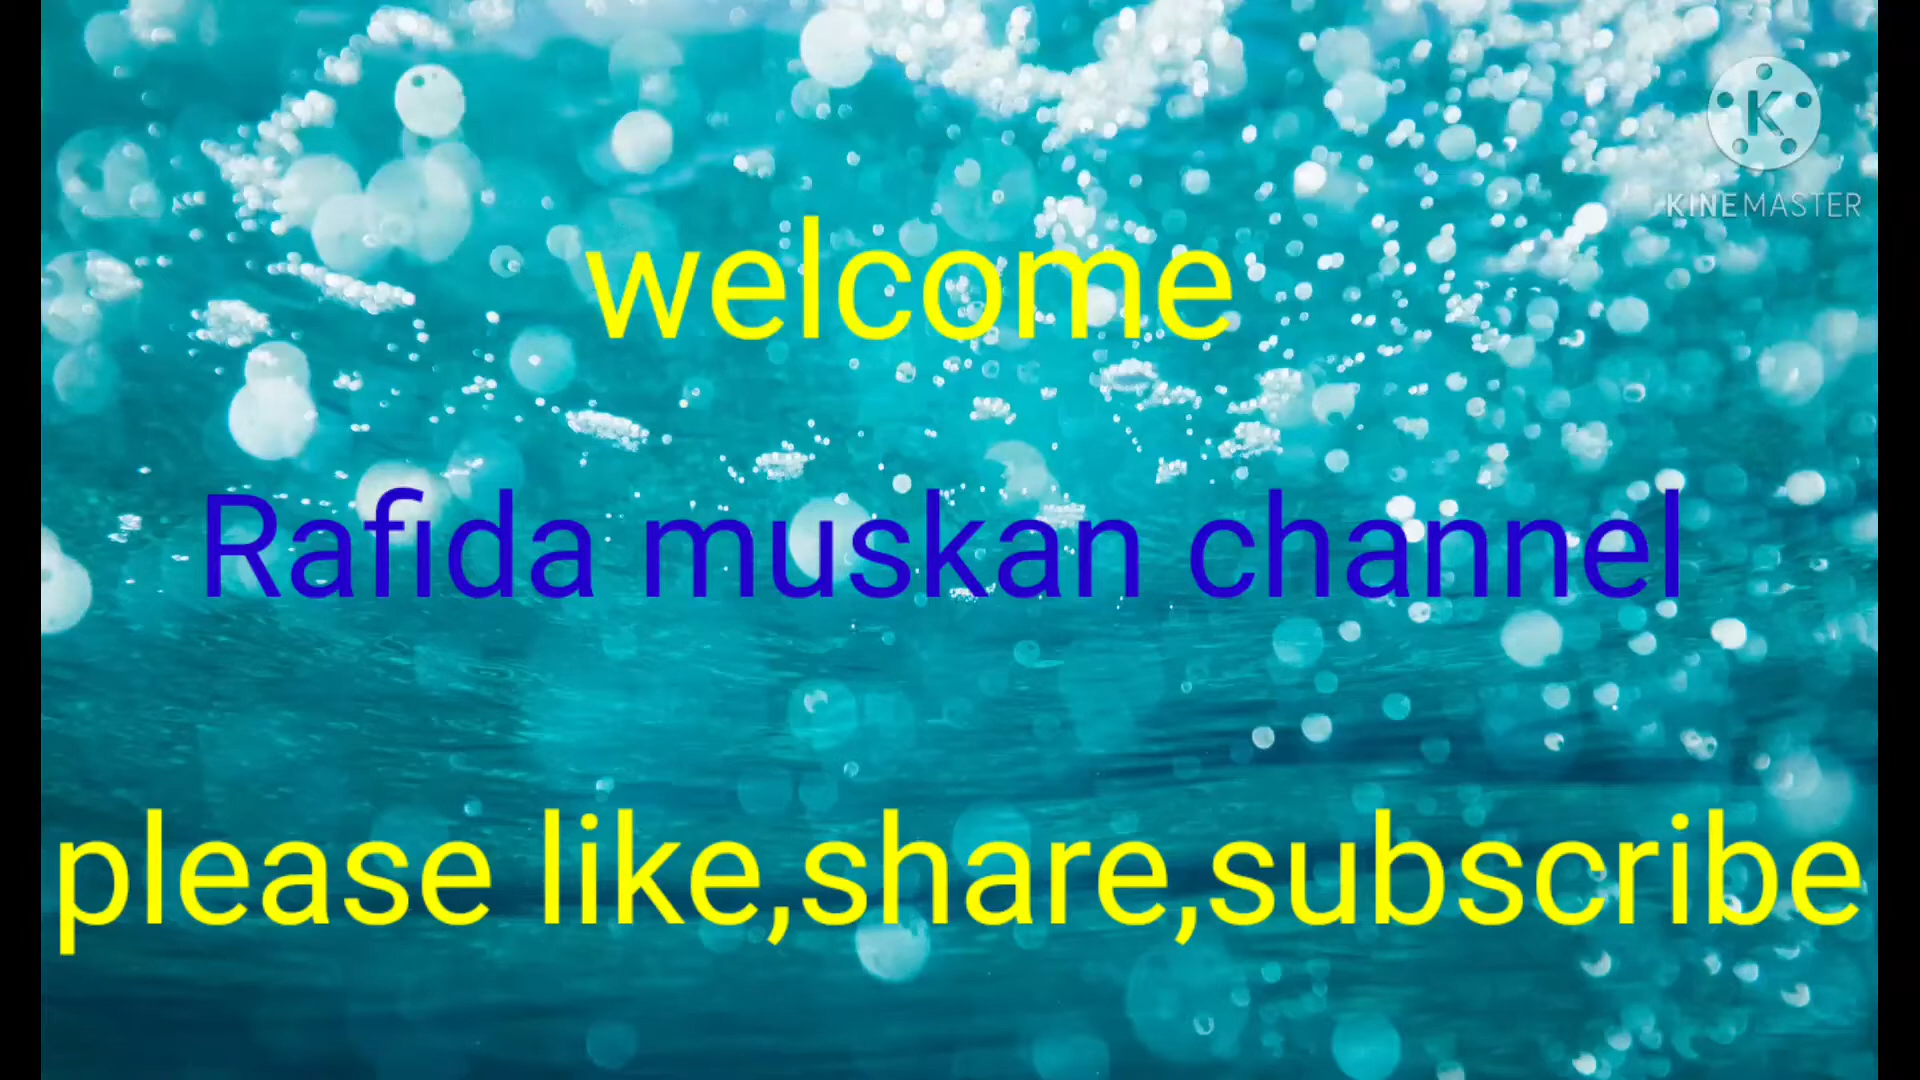 K
KINEMASTER
welcome
Rafida muskan channel
please like,share,subscribe